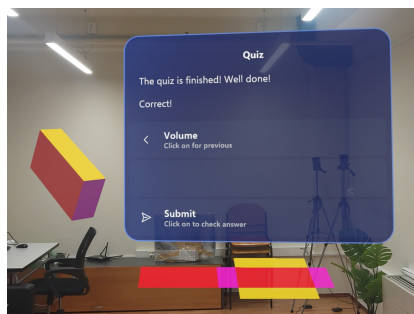 Quiz
The quiz is finished! Well done!
Correct!
Volume
Click on for previous
Submit
Click on to check answer